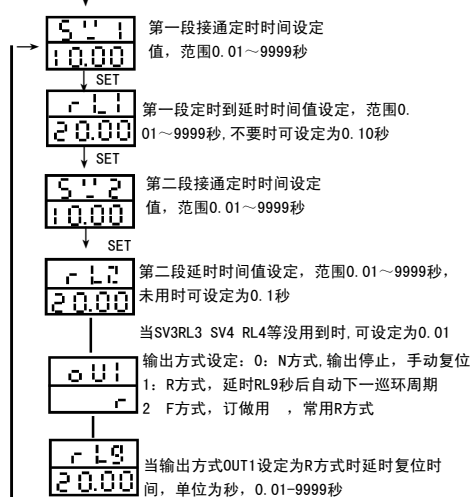 SV1
10.00
第一段接通定时时间设定
值, 范围0.01～9999秒
SET
rL1
20.00
第一段定时到延时时间值设定, 范围0.
01～9999秒,不要时可设定为0.10秒
SET
SV2
10.00
第二段接通定时时间设定
值, 范围0.01～9999秒
SET
rL2
20.00
第二段延时时间值设定, 范围0.01～9999秒,
未用时可设定为0.1秒
当SV3RL3 SV4 RL4等没用到时,可设定为0.01
oU1
r
输出方式设定: 0: N方式,输出停止, 手动复位
1: R方式, 延时RL9秒后自动下一巡环周期
2 F方式, 订做用 , 常用R方式
rL9
20.00
当输出方式OUT1设定为R方式时延时复位时
间, 单位为秒, 0.01-9999秒